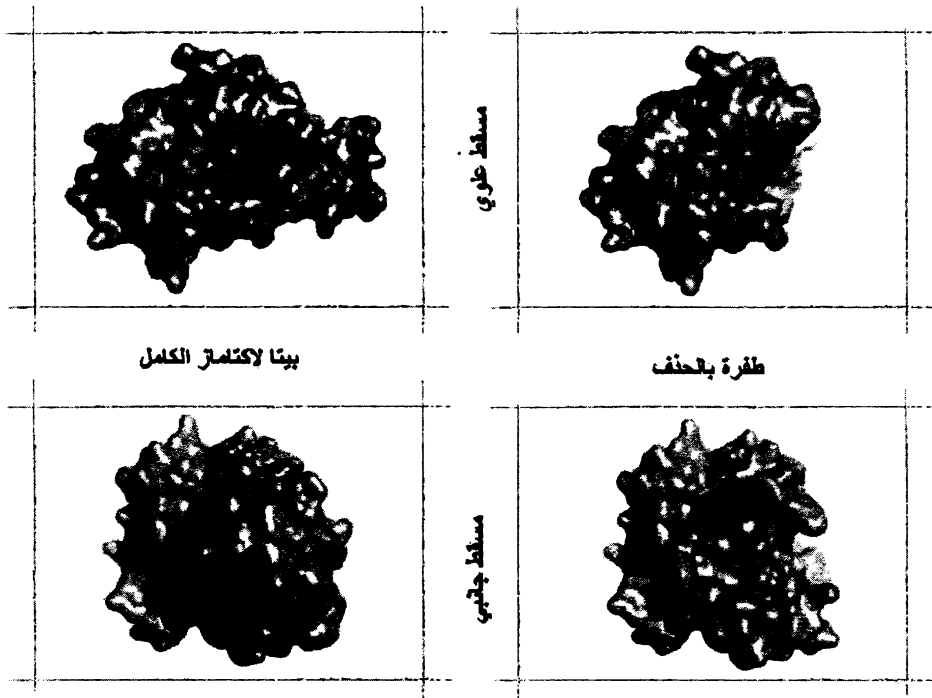 مسقط علوي
بيتا لاكتاماز الكامل
طفرة بالحذف
مسقط جانبي